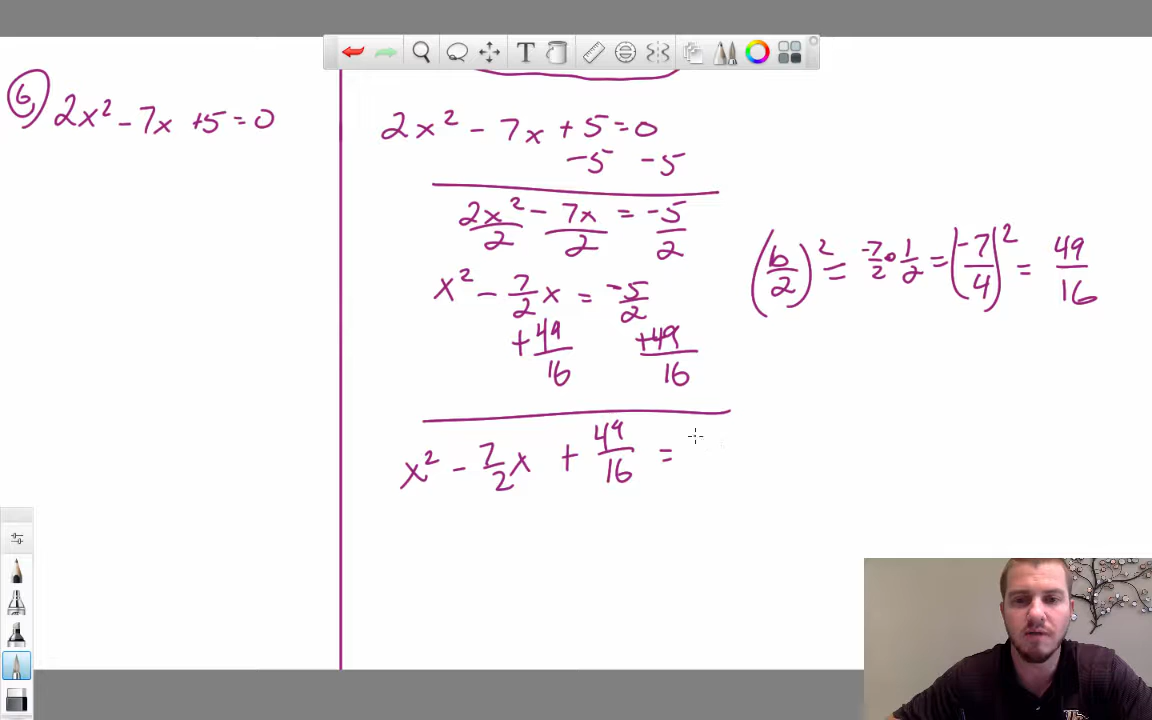 6 2x² - 7x +5 = 0
2x² - 7x + 5 = 0
-5 -5
2x²/2 - 7x/2 = -5/2
x² - 7/2 x = -5/2
+49/16 +49/16
x² - 7/2 x + 49/16 =
(b/2)² = -7/2 • 1/2 = (-7/4)² = 49/16
T